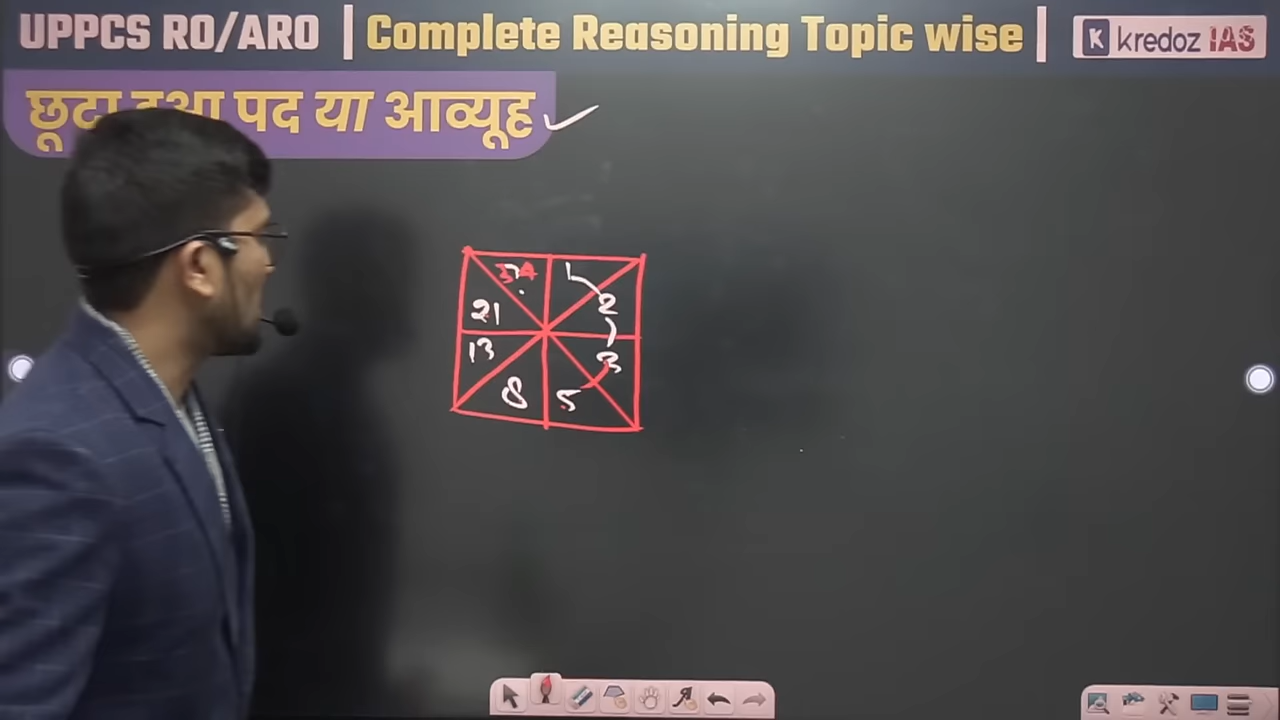 UPPCS RO/ARO | Complete Reasoning Topic wise |
K kredoz IAS
छूटा हुआ पद या आव्यूह
34 1
21 2
13 3
8 5